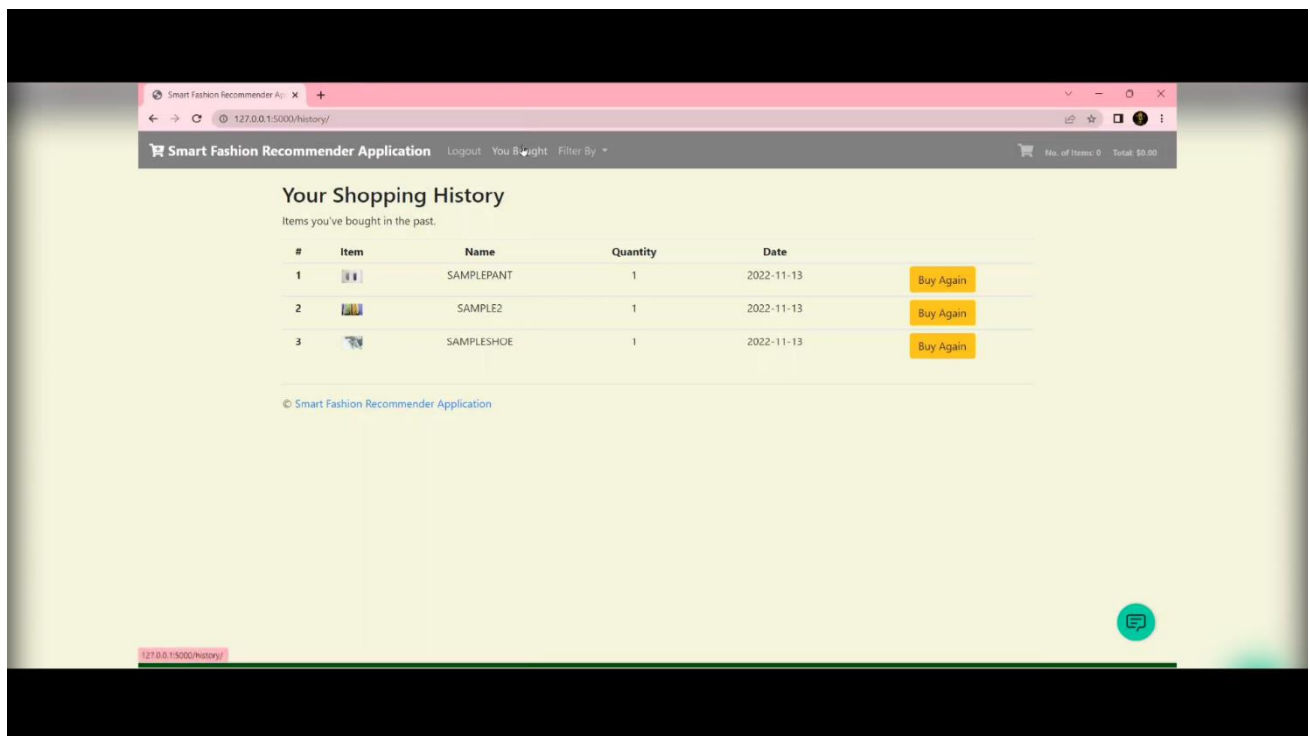 Smart Fashion Recommender Ap
127.0.0.1:5000/history/
Smart Fashion Recommender Application Logout You Bought Filter By No. of Items: 0 Total: $0.00
Your Shopping History
Items you've bought in the past.
# Item Name Quantity Date
1 SAMPLEPANT 1 2022-11-13 Buy Again
2 SAMPLE2 1 2022-11-13 Buy Again
3 SAMPLESHOE 1 2022-11-13 Buy Again
© Smart Fashion Recommender Application
127.0.0.1:5000/history/